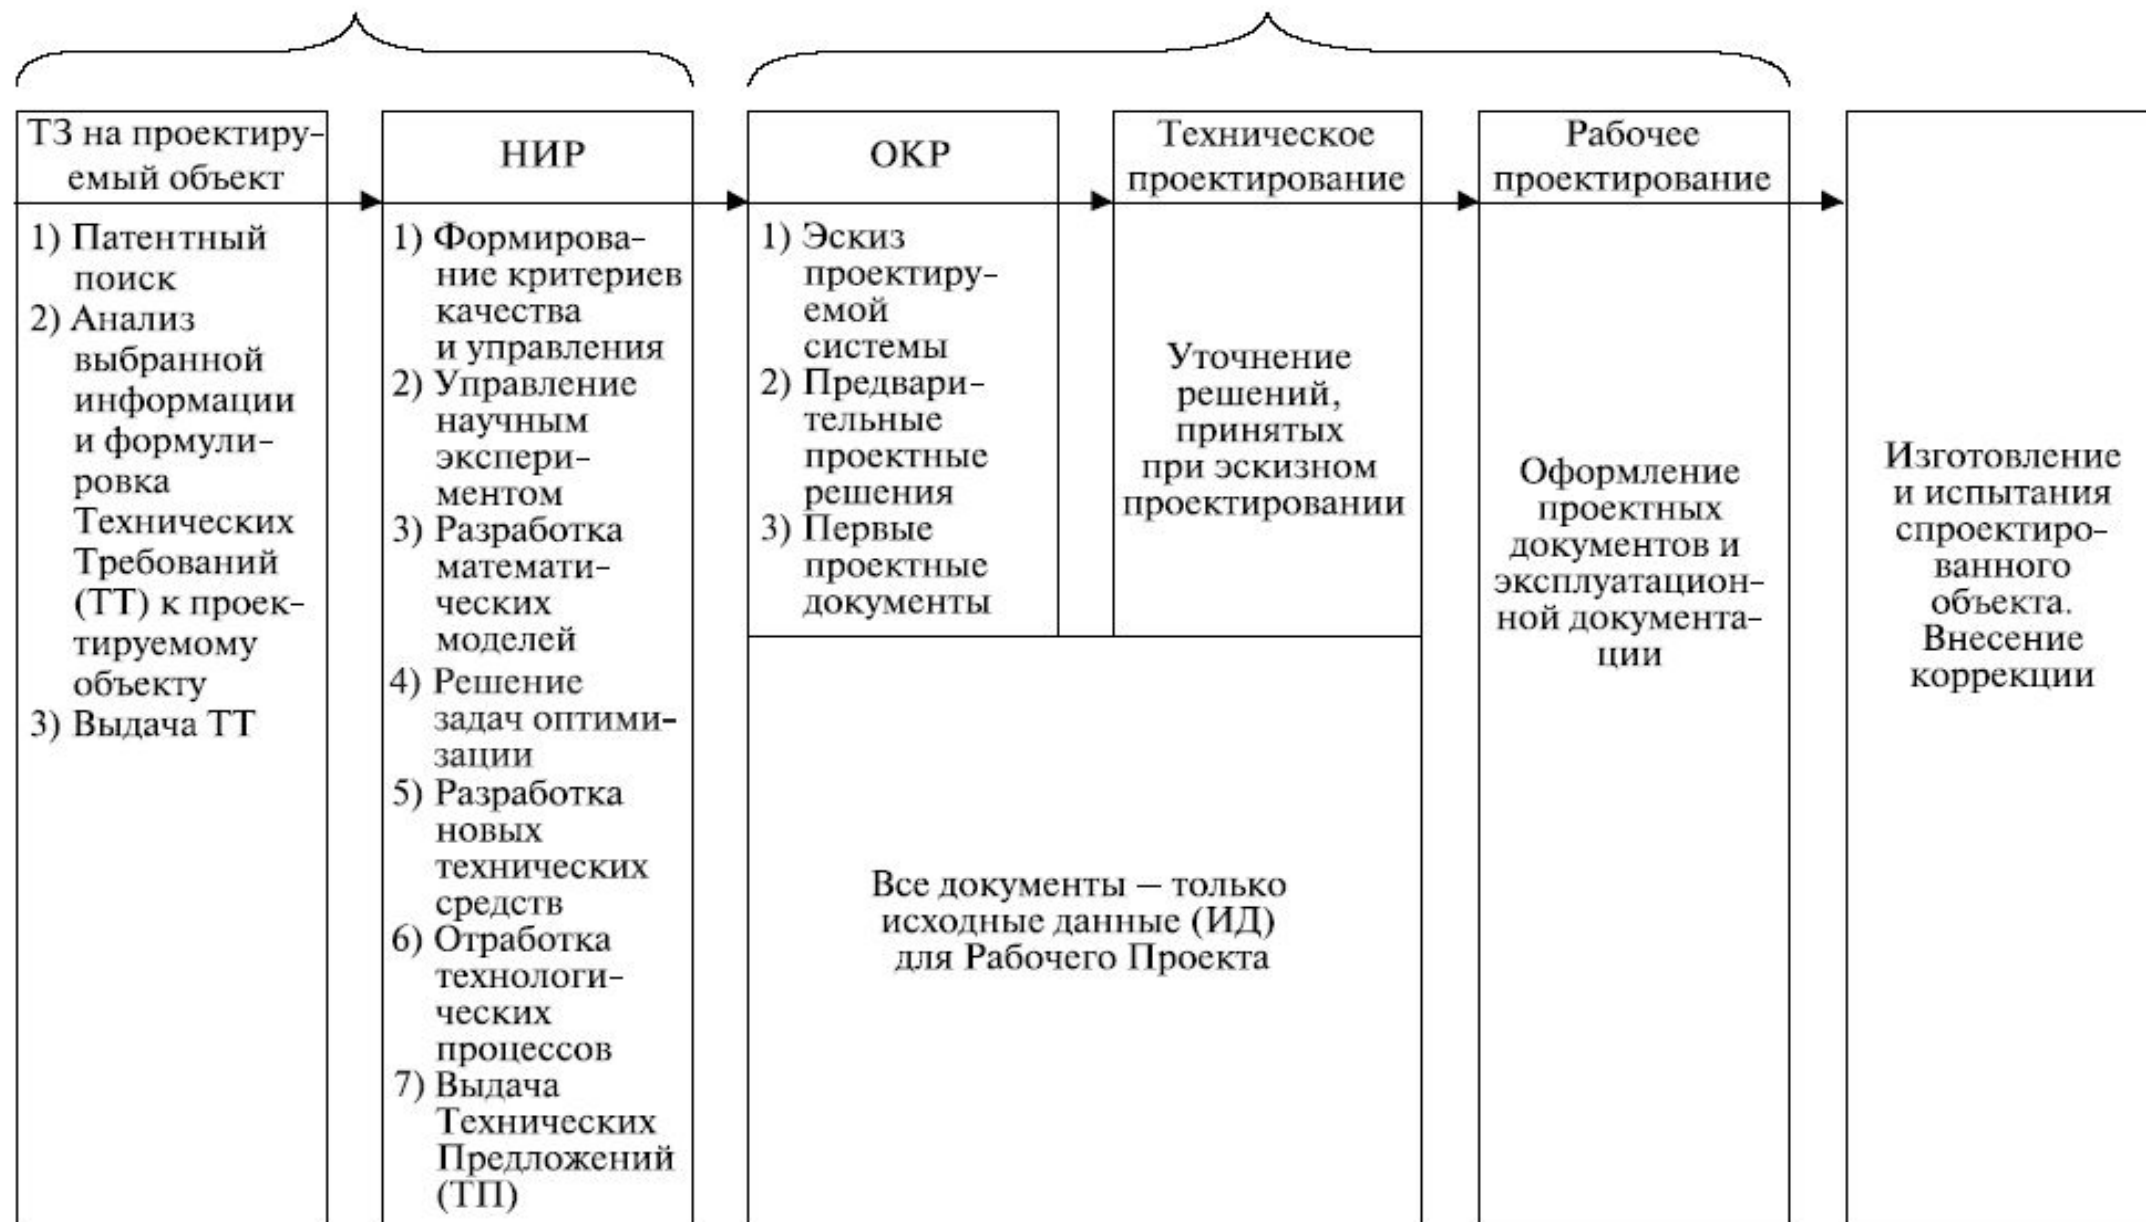 ТЗ на проектиру-
емый объект
1) Патентный
поиск
2) Анализ
выбранной
информации
и формули-
ровка
Технических
Требований
(ТТ) к проек-
тируемому
объекту
3) Выдача ТТ
НИР
1) Формирова-
ние критериев
качества
и управления
2) Управление
научным
экспери-
ментом
3) Разработка
математи-
ческих
моделей
4) Решение
задач оптими-
зации
5) Разработка
новых
технических
средств
6) Отработка
технологи-
ческих
процессов
7) Выдача
Технических
Предложений
(ТП)
ОКР
1) Эскиз
проектиру-
емой
системы
2) Предвари-
тельные
проектные
решения
3) Первые
проектные
документы
Техническое
проектирование
Уточнение
решений,
принятых
при эскизном
проектировании
Все документы — только
исходные данные (ИД)
для Рабочего Проекта
Рабочее
проектирование
Оформление
проектных
документов и
эксплуатацион-
ной документа-
ции
Изготовление
и испытания
спроектиро-
ванного
объекта.
Внесение
коррекции